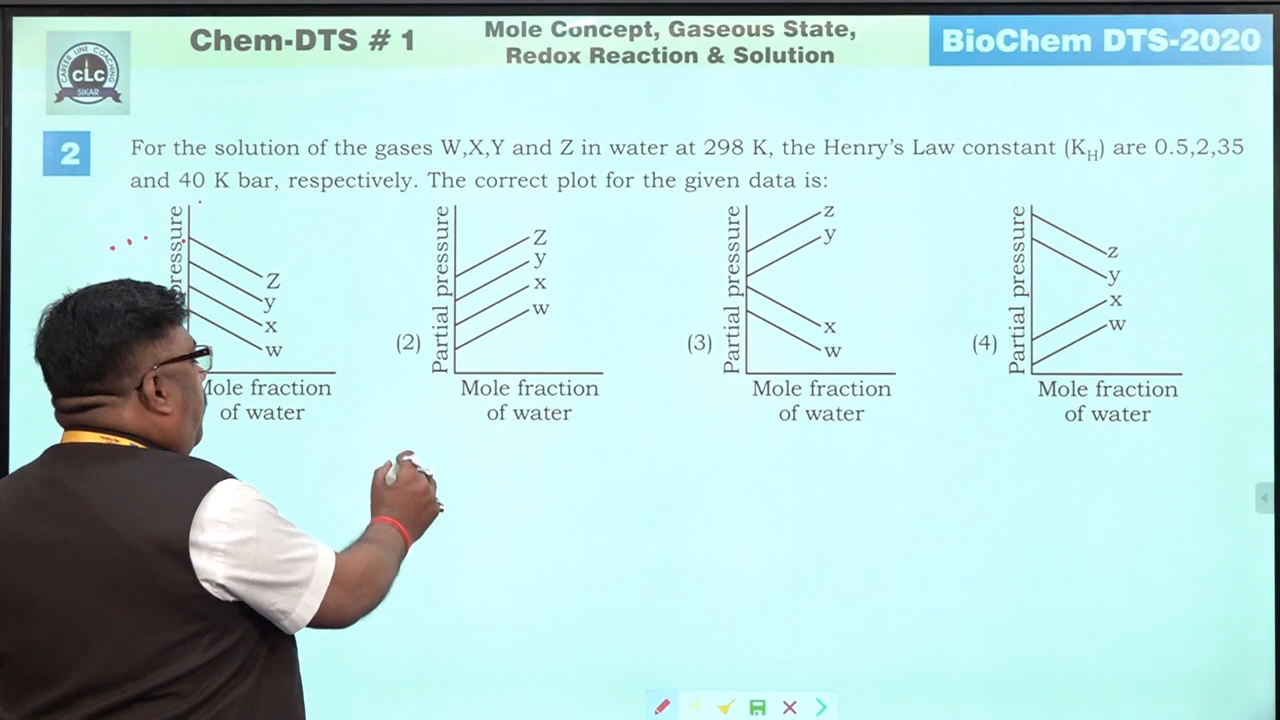 Chem-DTS # 1
Mole Concept, Gaseous State,
Redox Reaction & Solution
BioChem DTS-2020
CAREER LINE COACHING
CLC
SIKAR
2
For the solution of the gases W,X,Y and Z in water at 298 K, the Henry's Law constant (KH) are 0.5,2,35
and 40 K bar, respectively. The correct plot for the given data is:
pressure
Z
y
x
w
Mole fraction
of water
(2)
Partial pressure
Z
y
x
w
Mole fraction
of water
(3)
Partial pressure
z
y
x
w
Mole fraction
of water
(4)
Partial pressure
z
y
x
w
Mole fraction
of water